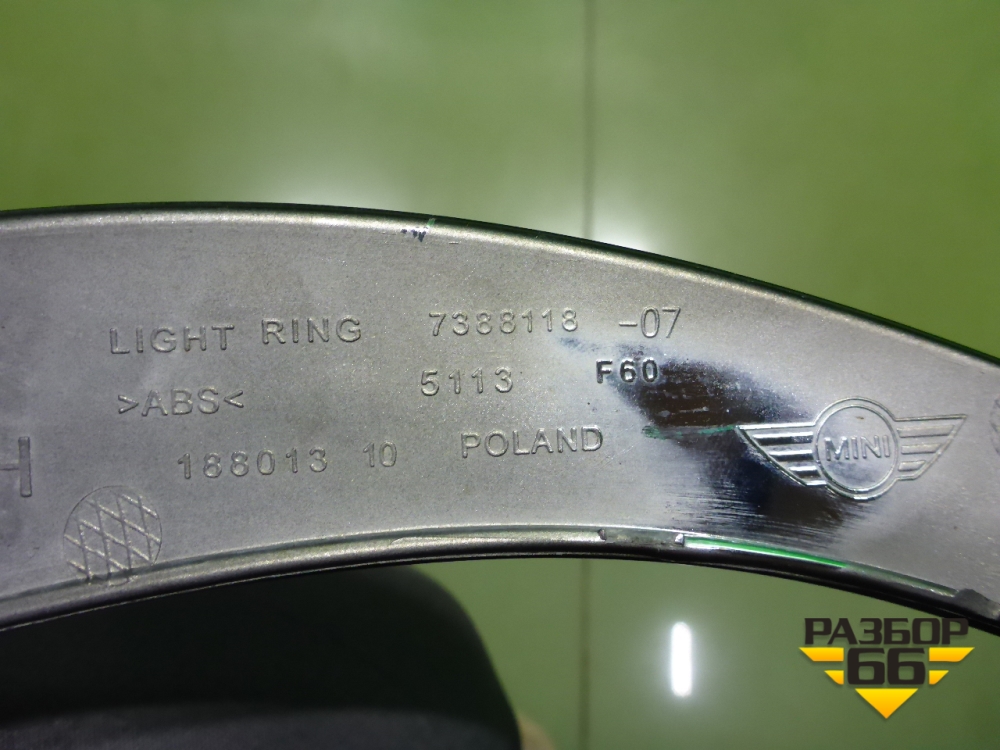 LIGHT RING 7388118 -07
>ABS< 5113 F60
188013 10 POLAND
MINI
H
РАЗБОР
66